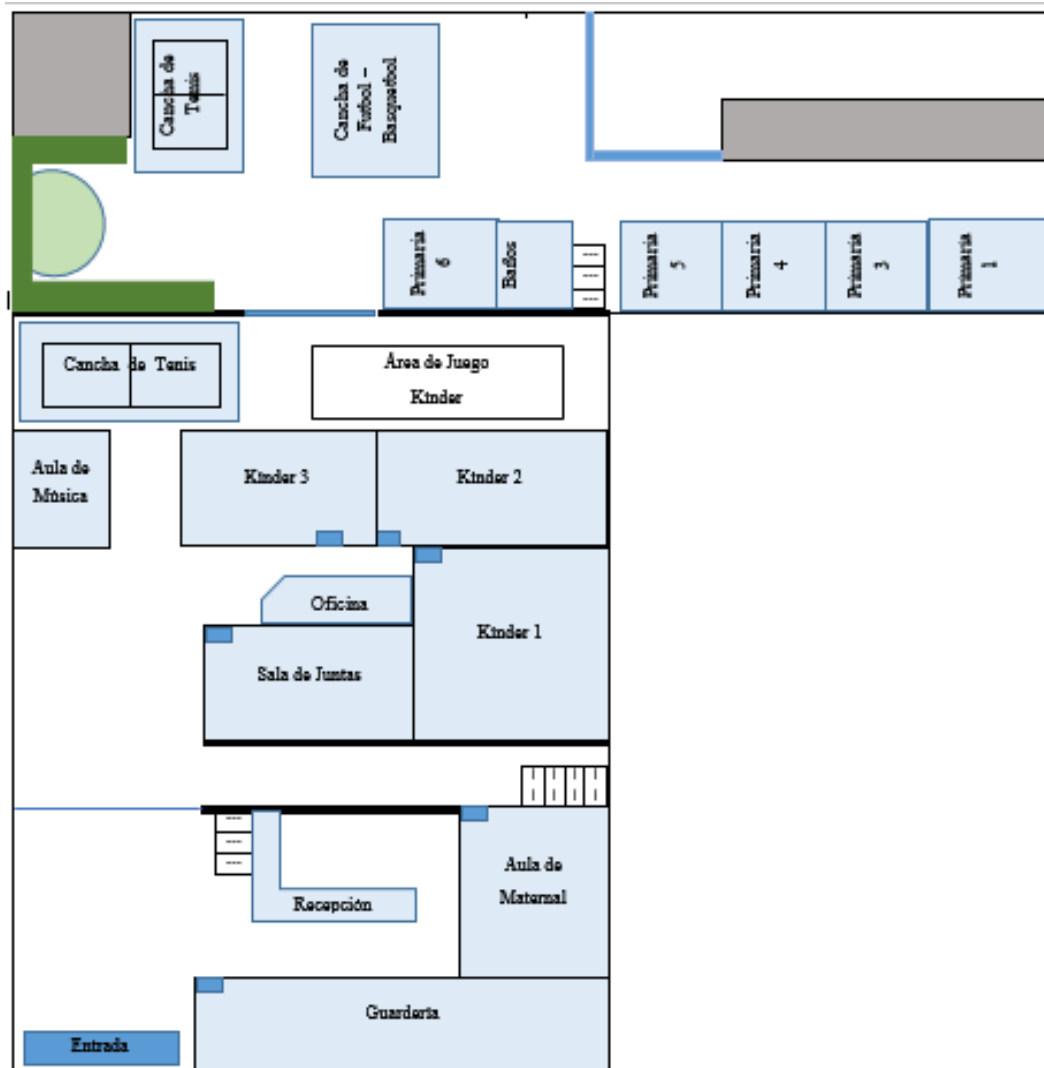 Cancha de
Tenis
Cancha de
Futbol –
Basquetbol
Primaria
6
Baños
Primaria
5
Primaria
4
Primaria
3
Primaria
1
Cancha de Tenis
Área de Juego
Kinder
Aula de
Música
Kinder 3
Kinder 2
Oficina
Kinder 1
Sala de Juntas
Aula de
Maternal
Recepción
Guardería
Entrada